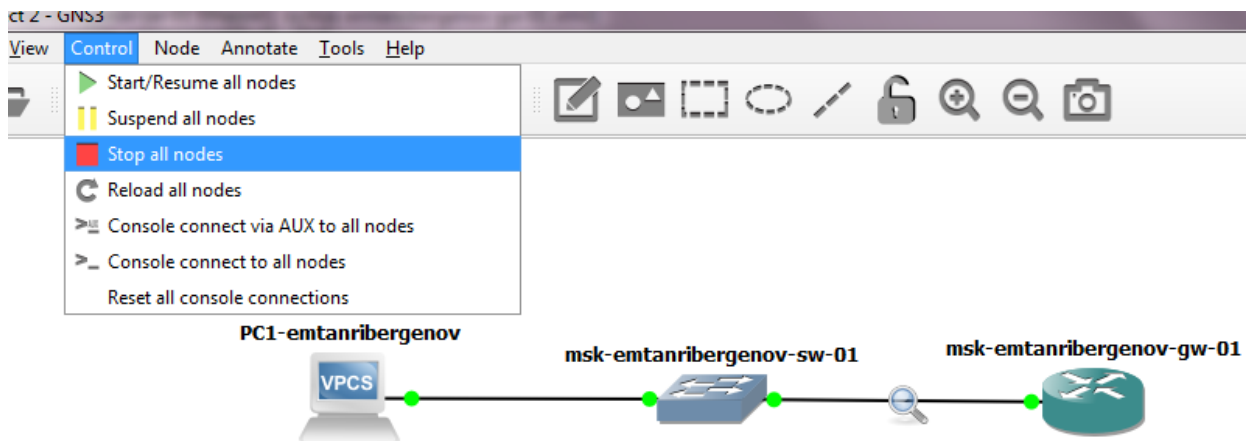 ct 2 - GNS3
View Control Node Annotate Tools Help
Start/Resume all nodes
Suspend all nodes
Stop all nodes
Reload all nodes
Console connect via AUX to all nodes
Console connect to all nodes
Reset all console connections
PC1-emtanribergenov
msk-emtanribergenov-sw-01
msk-emtanribergenov-gw-01
VPCS